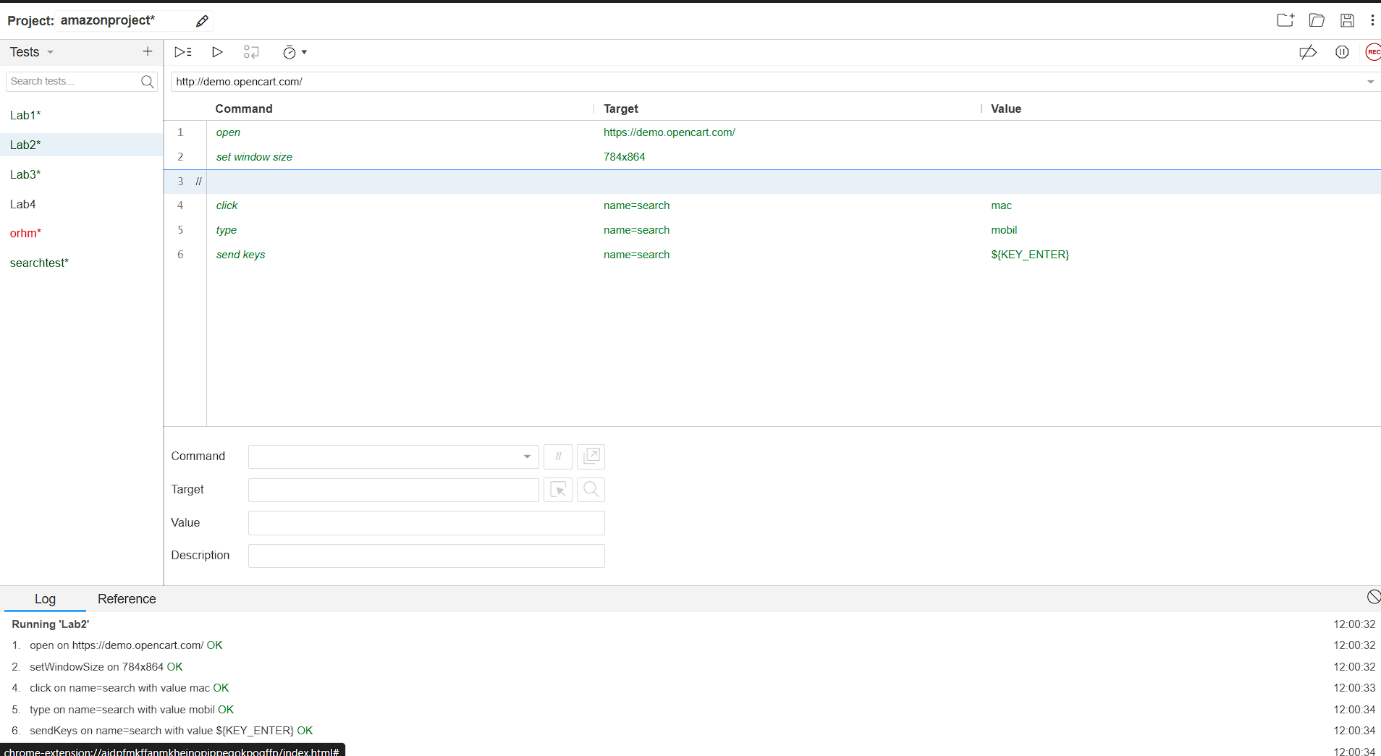 Project: amazonproject*
Tests
Search tests...
Lab1*
Lab2*
Lab3*
Lab4
orhm*
searchtest*
REC
http://demo.opencart.com/
Command Target Value
1 open https://demo.opencart.com/
2 set window size 784x864
3 //
4 click name=search mac
5 type name=search mobil
6 send keys name=search ${KEY_ENTER}
Command //
Target
Value
Description
Log Reference
Running 'Lab2' 12:00:32
1. open on https://demo.opencart.com/ OK 12:00:32
2. setWindowSize on 784x864 OK 12:00:32
4. click on name=search with value mac OK 12:00:33
5. type on name=search with value mobil OK 12:00:34
6. sendKeys on name=search with value ${KEY_ENTER} OK 12:00:34
12:00:34